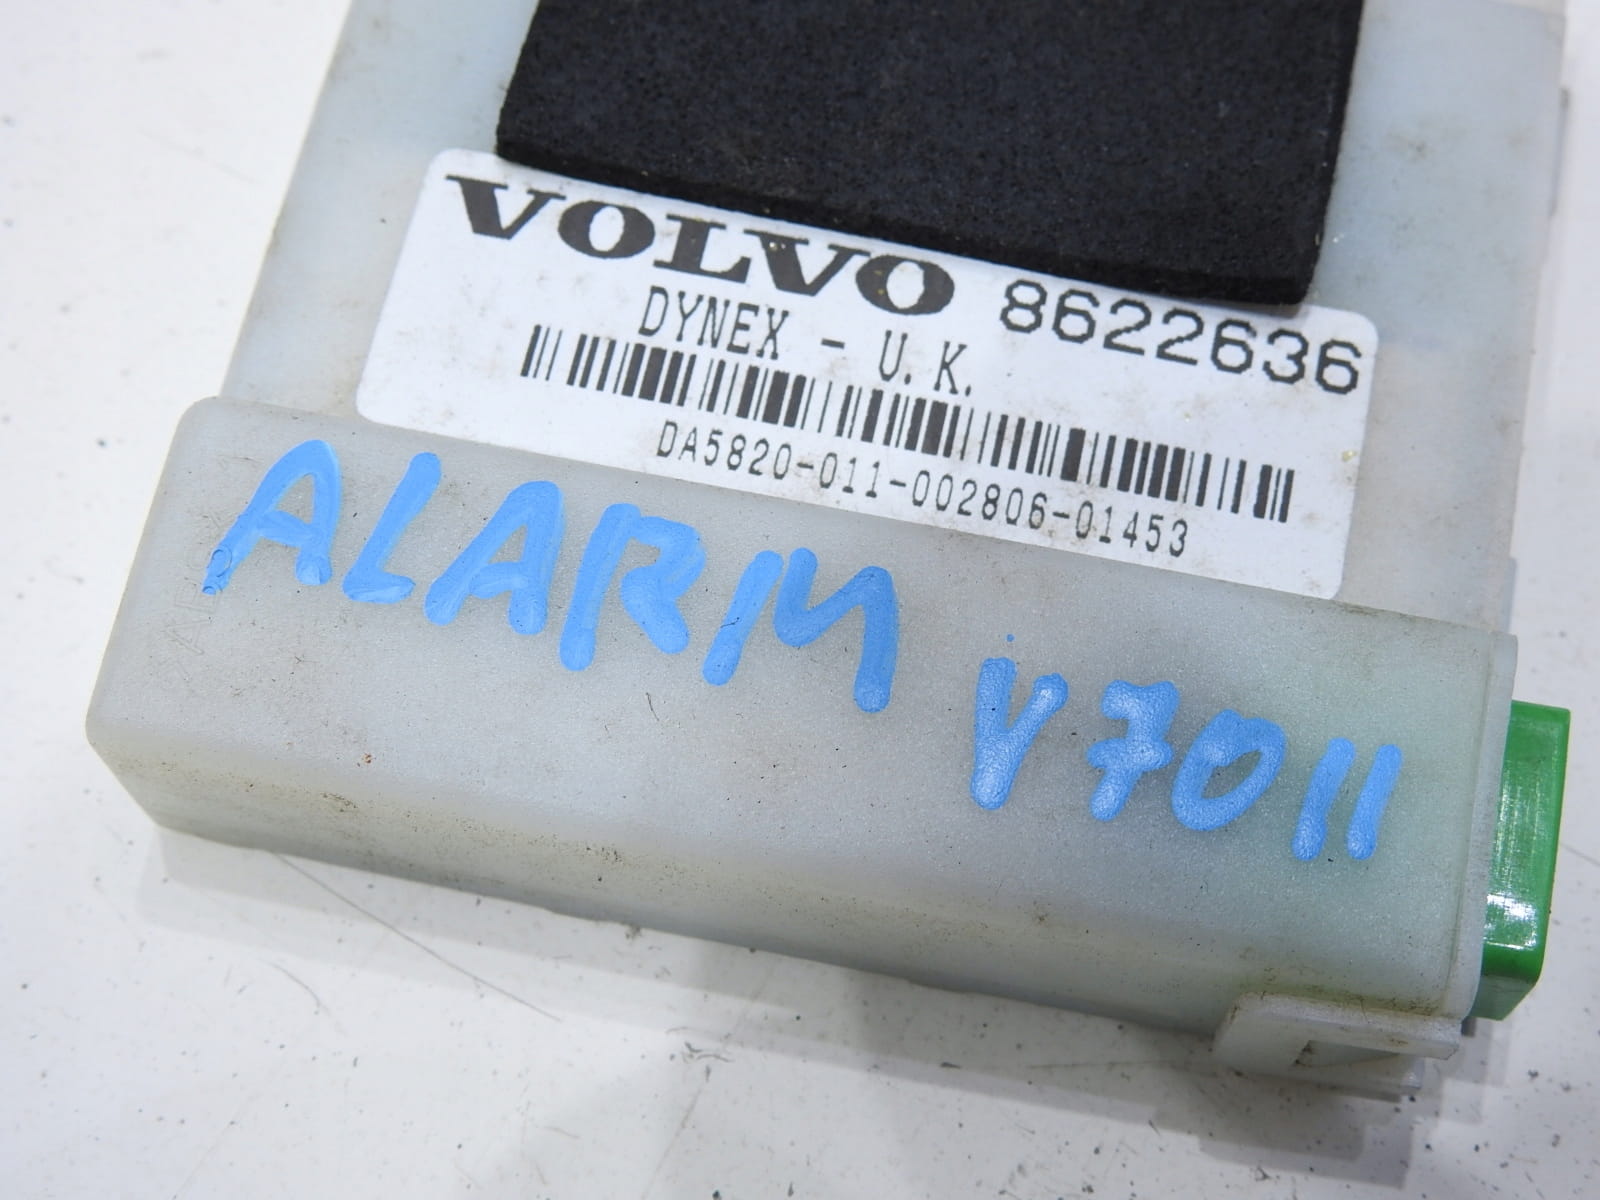 VOLVO 8622636
DYNEX - U.K.
DA5820-011-002806-01453
ALARM V70II